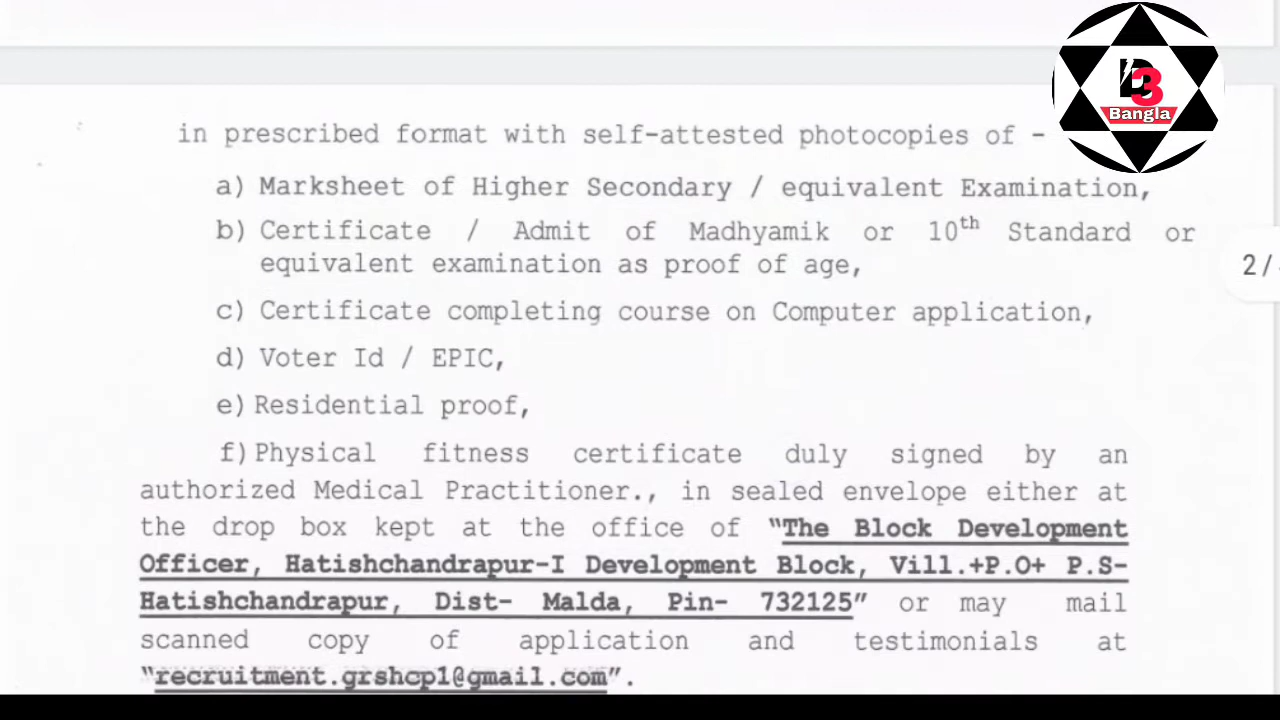 B3
Bangla
in prescribed format with self-attested photocopies of -
a) Marksheet of Higher Secondary / equivalent Examination,
b) Certificate / Admit of Madhyamik or 10th Standard or
equivalent examination as proof of age,
2/
c) Certificate completing course on Computer application,
d) Voter Id / EPIC,
e) Residential proof,
f) Physical fitness certificate duly signed by an
authorized Medical Practitioner., in sealed envelope either at
the drop box kept at the office of "The Block Development
Officer, Hatishchandrapur-I Development Block, Vill.+P.O+ P.S-
Hatishchandrapur, Dist- Malda, Pin- 732125" or may mail
scanned copy of application and testimonials at
"recruitment.grshcp1@gmail.com".